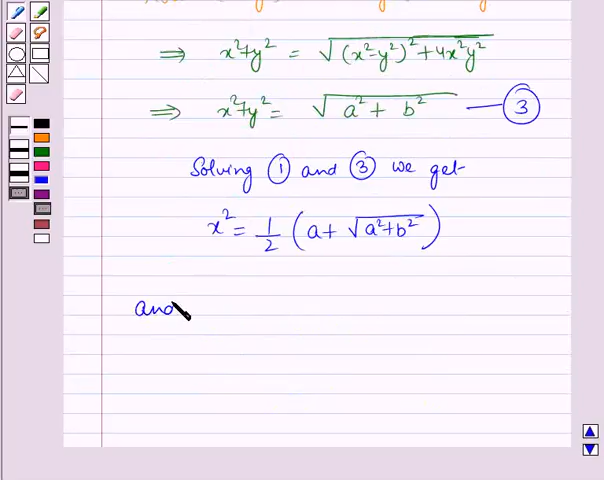 ⇒ x²+y² = √(x²-y²)²+4x²y²
⇒ x²+y² = √a²+b² — ③
Solving ① and ③ we get
x² = 1/2 (a+ √a²+b²)
and